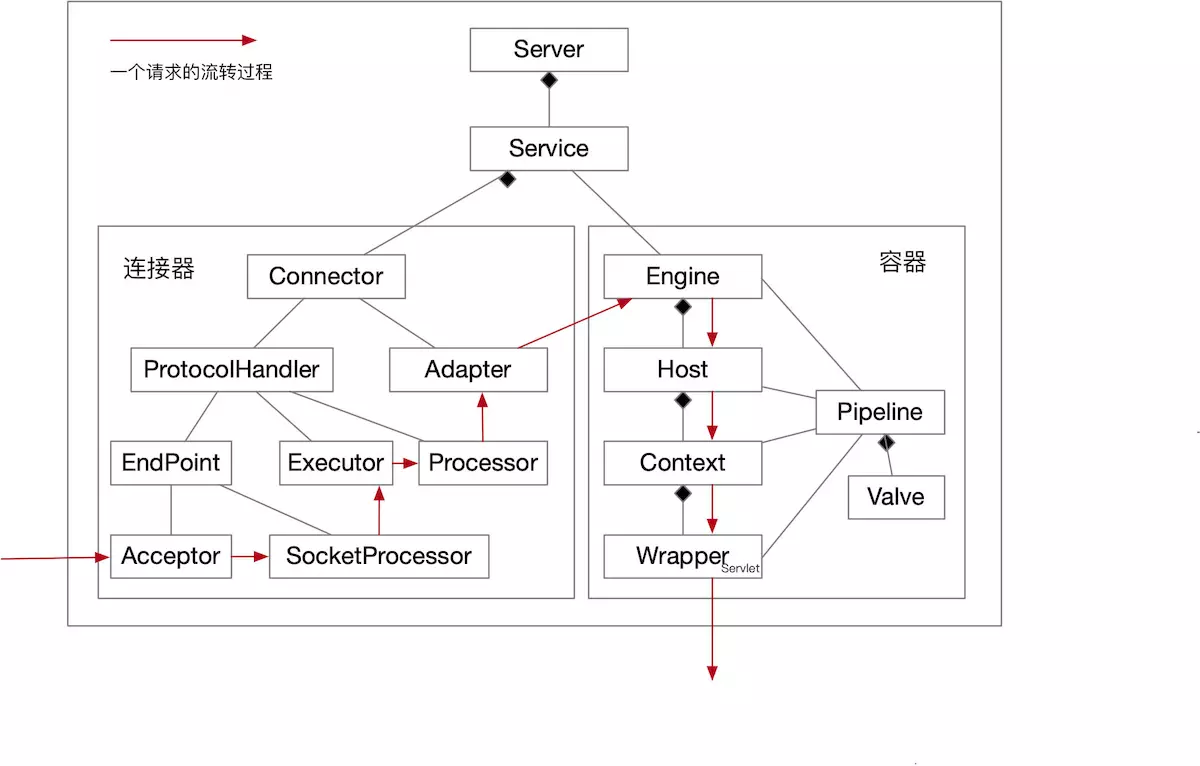 一个请求的流转过程
Server
Service
连接器
容器
Connector
Engine
ProtocolHandler
Adapter
Host
Pipeline
EndPoint
Executor
Processor
Context
Valve
Acceptor
SocketProcessor
Wrapper
Servlet